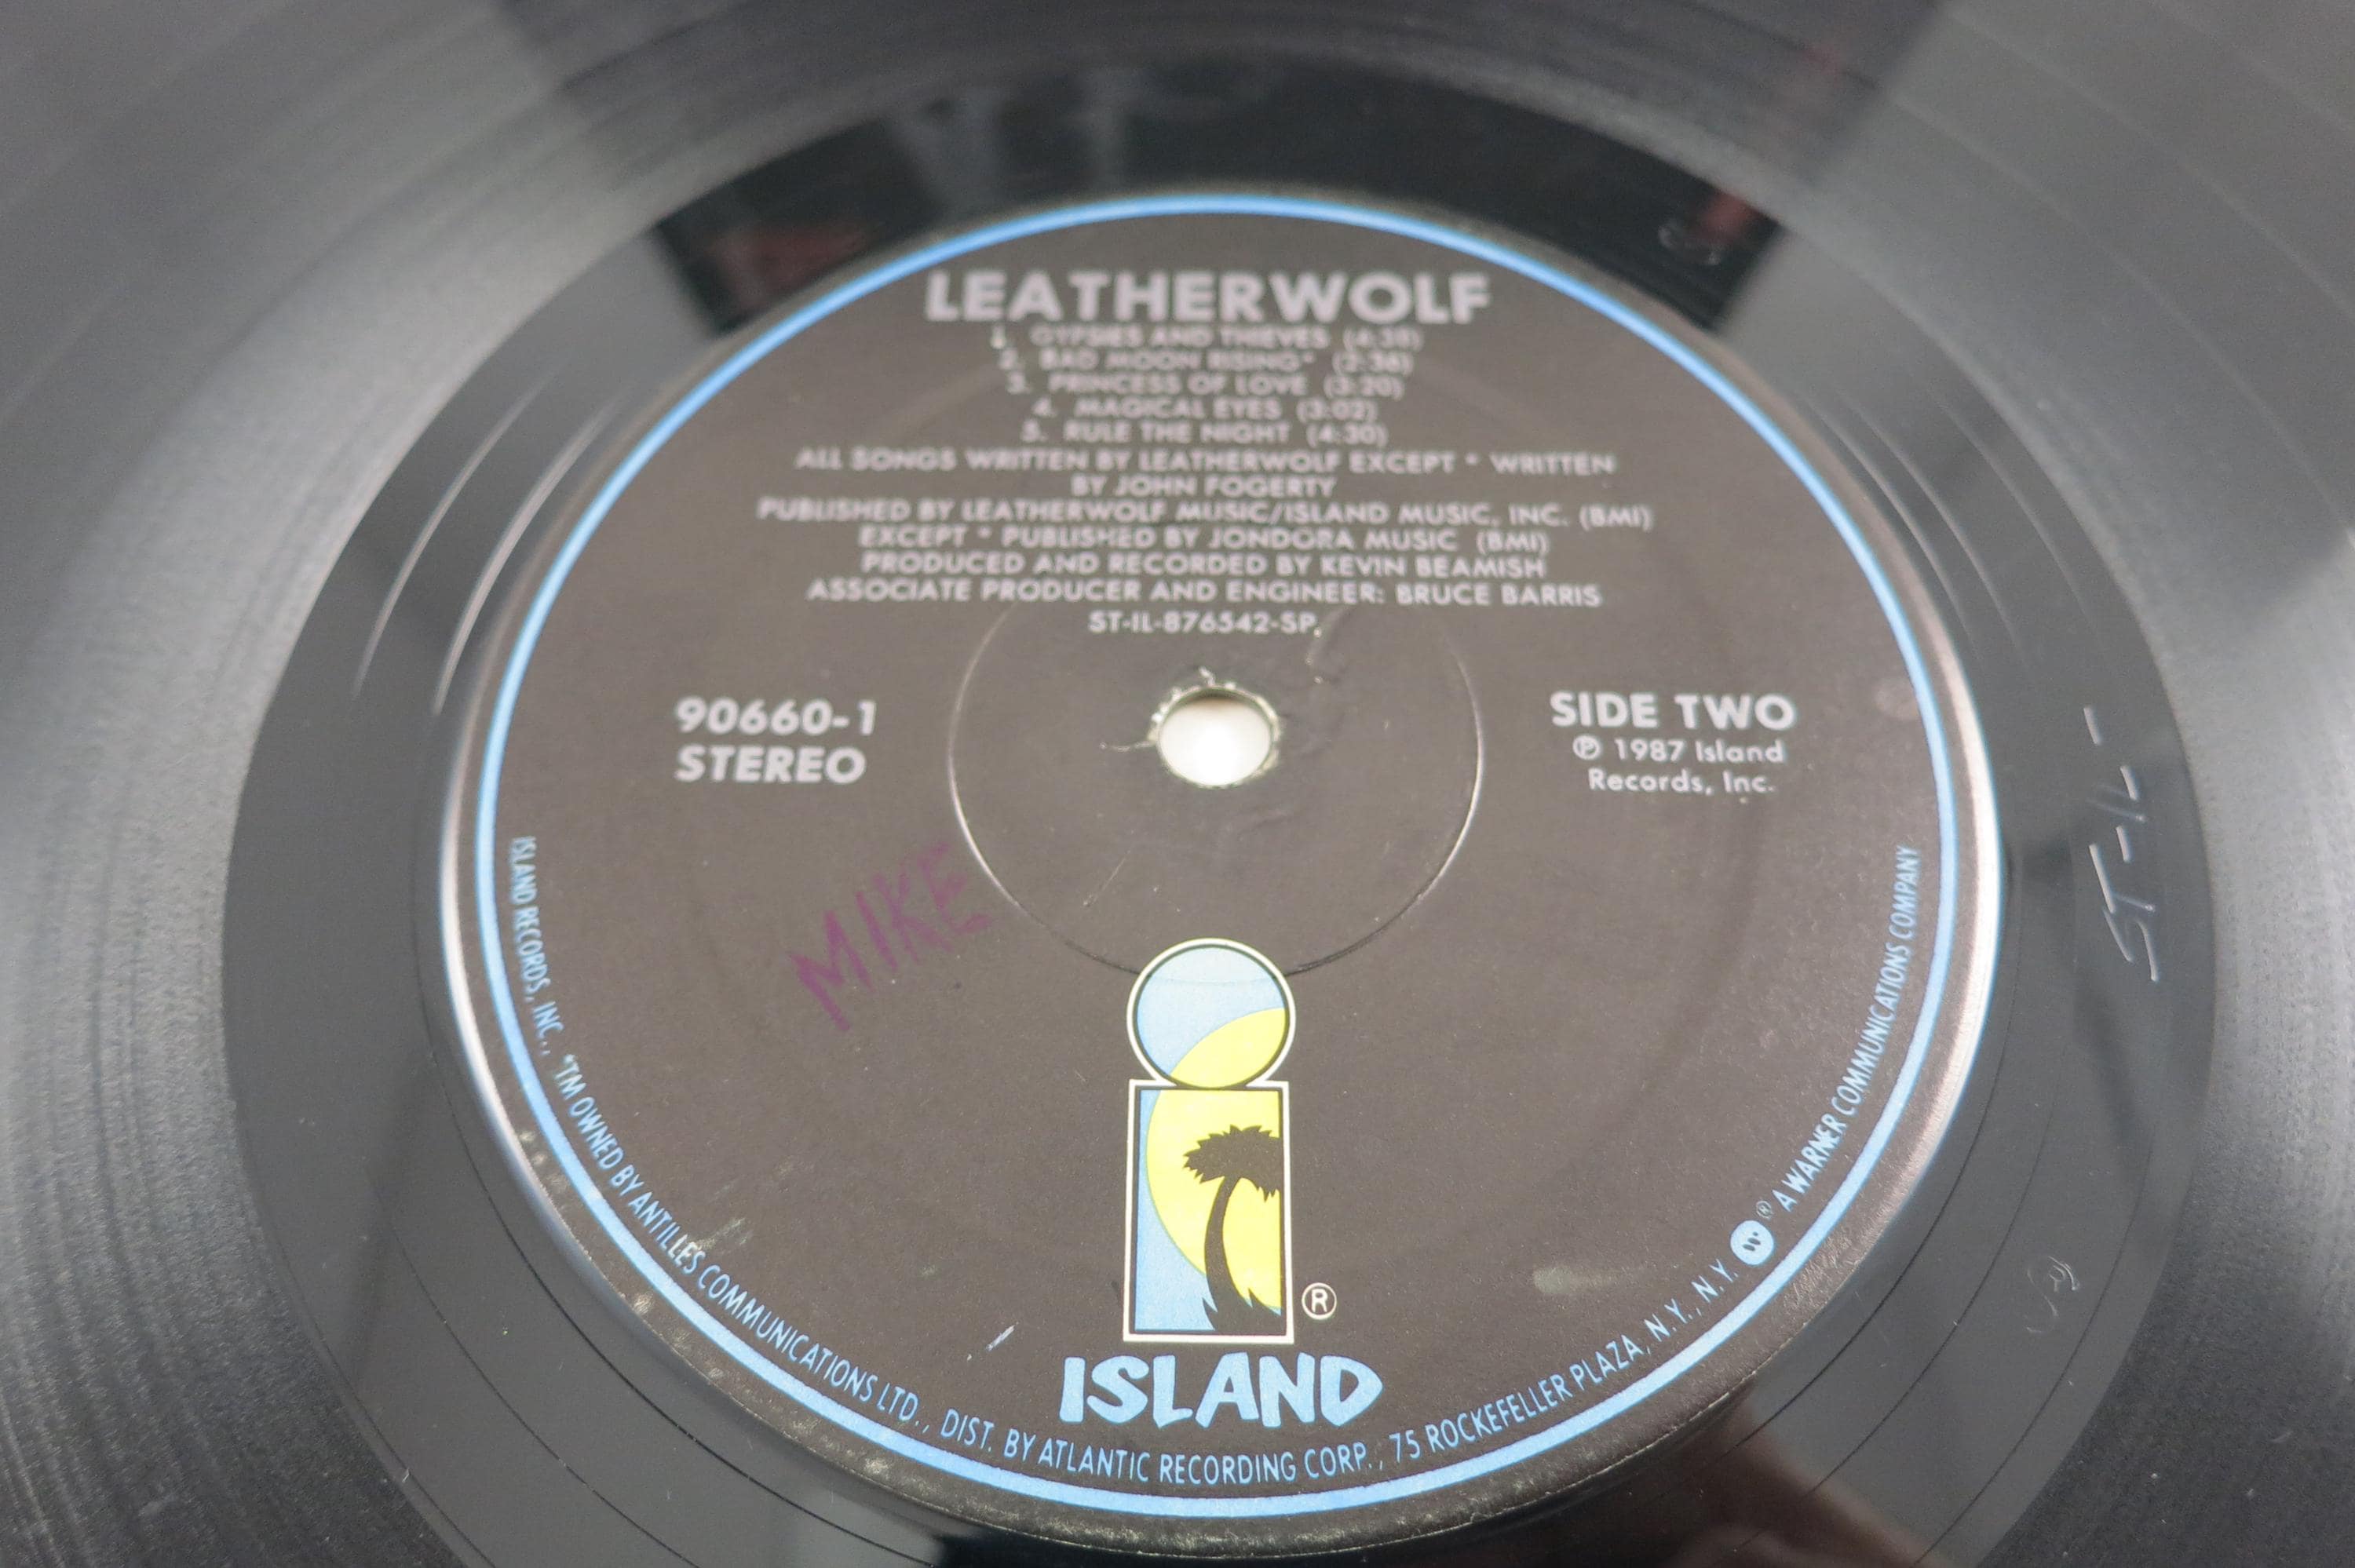 LEATHERWOLF
1. GYPSIES AND THIEVES (4:38)
2. BAD MOON RISING* (2:36)
3. PRINCESS OF LOVE (3:20)
4. MAGICAL EYES (3:02)
5. RULE THE NIGHT (4:30)
ALL SONGS WRITTEN BY LEATHERWOLF EXCEPT * WRITTEN
BY JOHN FOGERTY
PUBLISHED BY LEATHERWOLF MUSIC/ISLAND MUSIC, INC. (BMI)
EXCEPT * PUBLISHED BY JONDORA MUSIC (BMI)
PRODUCED AND RECORDED BY KEVIN BEAMISH
ASSOCIATE PRODUCER AND ENGINEER: BRUCE BARRIS
ST-IL-876542-SP.
90660-1
STEREO
SIDE TWO
℗ 1987 Island
Records, Inc.
MIKE
®
ISLAND
ISLAND RECORDS, INC., *TM OWNED BY ANTILLES COMMUNICATIONS LTD., DIST. BY ATLANTIC RECORDING CORP., 75 ROCKEFELLER PLAZA, N.Y., N.Y. ® A WARNER COMMUNICATIONS COMPANY
ST-IL-